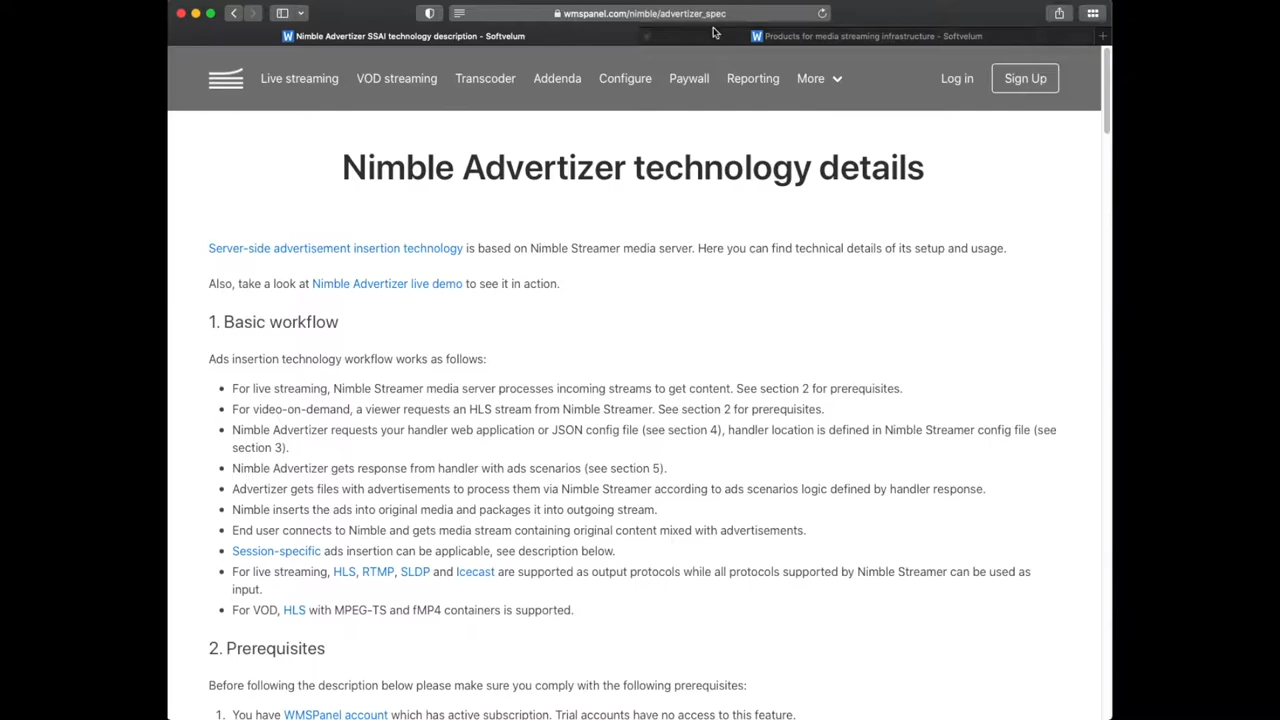 wmspanel.com/nimble/advertizer_spec
W Nimble Advertizer SSAI technology description - Softvelum
W Products for media streaming infrastructure - Softvelum
Live streaming VOD streaming Transcoder Addenda Configure Paywall Reporting More Log in Sign Up
Nimble Advertizer technology details
Server-side advertisement insertion technology is based on Nimble Streamer media server. Here you can find technical details of its setup and usage.
Also, take a look at Nimble Advertizer live demo to see it in action.
1. Basic workflow
Ads insertion technology workflow works as follows:
• For live streaming, Nimble Streamer media server processes incoming streams to get content. See section 2 for prerequisites.
• For video-on-demand, a viewer requests an HLS stream from Nimble Streamer. See section 2 for prerequisites.
• Nimble Advertizer requests your handler web application or JSON config file (see section 4), handler location is defined in Nimble Streamer config file (see
section 3).
• Nimble Advertizer gets response from handler with ads scenarios (see section 5).
• Advertizer gets files with advertisements to process them via Nimble Streamer according to ads scenarios logic defined by handler response.
• Nimble inserts the ads into original media and packages it into outgoing stream.
• End user connects to Nimble and gets media stream containing original content mixed with advertisements.
• Session-specific ads insertion can be applicable, see description below.
• For live streaming, HLS, RTMP, SLDP and Icecast are supported as output protocols while all protocols supported by Nimble Streamer can be used as
input.
• For VOD, HLS with MPEG-TS and fMP4 containers is supported.
2. Prerequisites
Before following the description below please make sure you comply with the following prerequisites:
1. You have WMSPanel account which has active subscription. Trial accounts have no access to this feature.